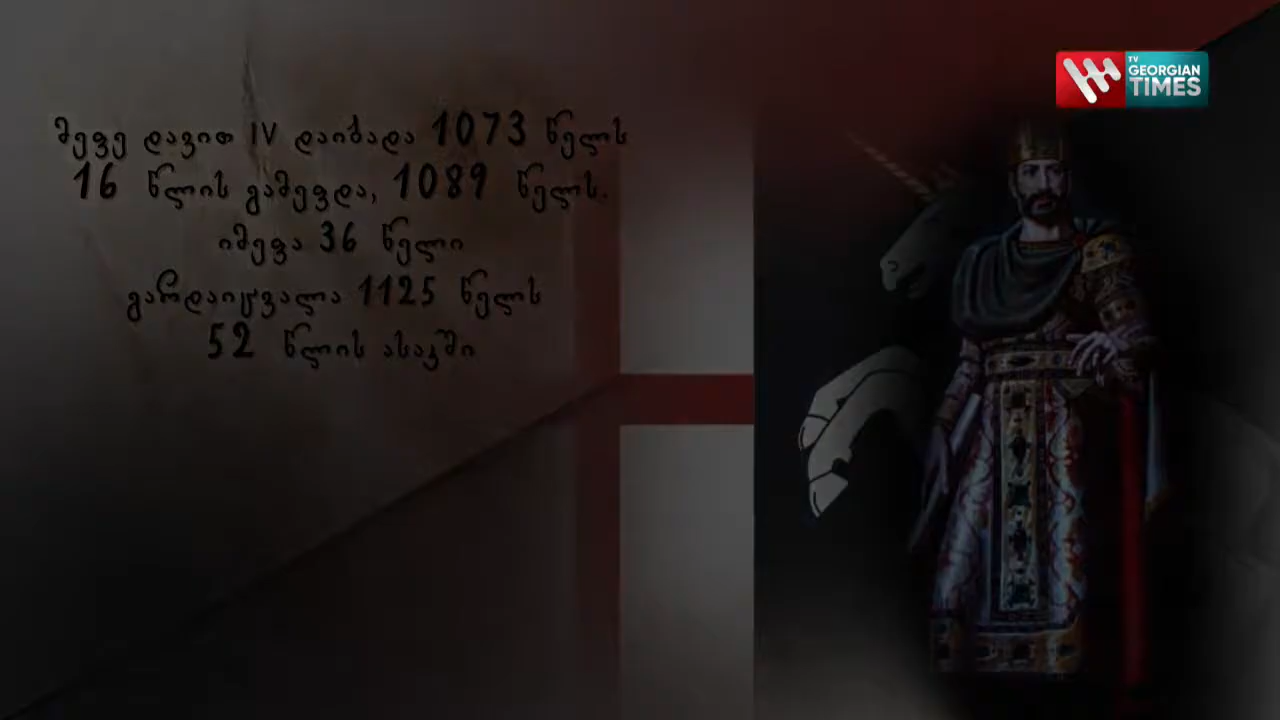 მეფე დავით IV დაიბადა 1073 წელს
16 წლის გამეფდა, 1089 წელს.
იმეფა 36 წელი
გარდაიცვალა 1125 წელს
52 წლის ასაკში
TV
GEORGIAN
TIMES